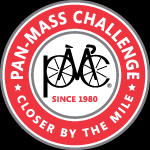 PAN-MASS CHALLENGE
PMC®
SINCE 1980
CLOSER BY THE MILE